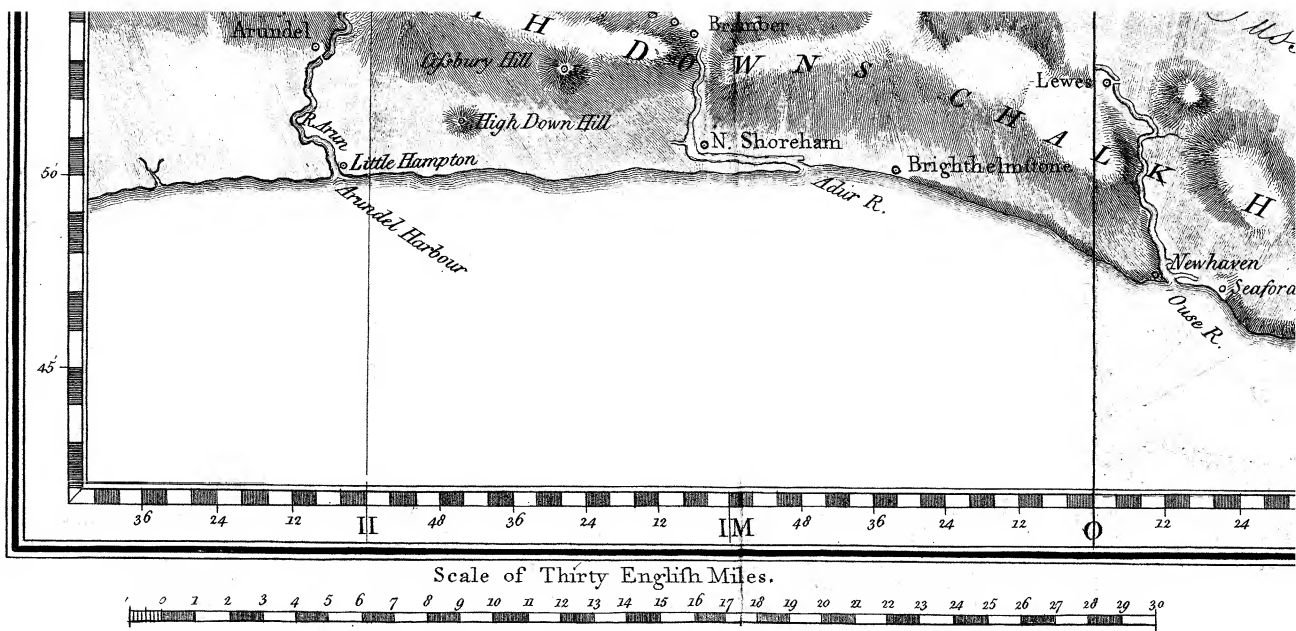 Arundel
Bramber
T H D O W N S
Ciſsbury Hill
Lewes
R. Arun
High Down Hill
C H A L K H
N. Shoreham
50'
Little Hampton
Brighthelmſtone
Adur R.
Arundel Harbour
Newhaven
Seaford
Ouse R.
45'
36 24 12 II 48 36 24 12 IM 48 36 24 12 O 12 24
Scale of Thirty Engliſh Miles.
1 0 1 2 3 4 5 6 7 8 9 10 11 12 13 14 15 16 17 18 19 20 21 22 23 24 25 26 27 28 29 30